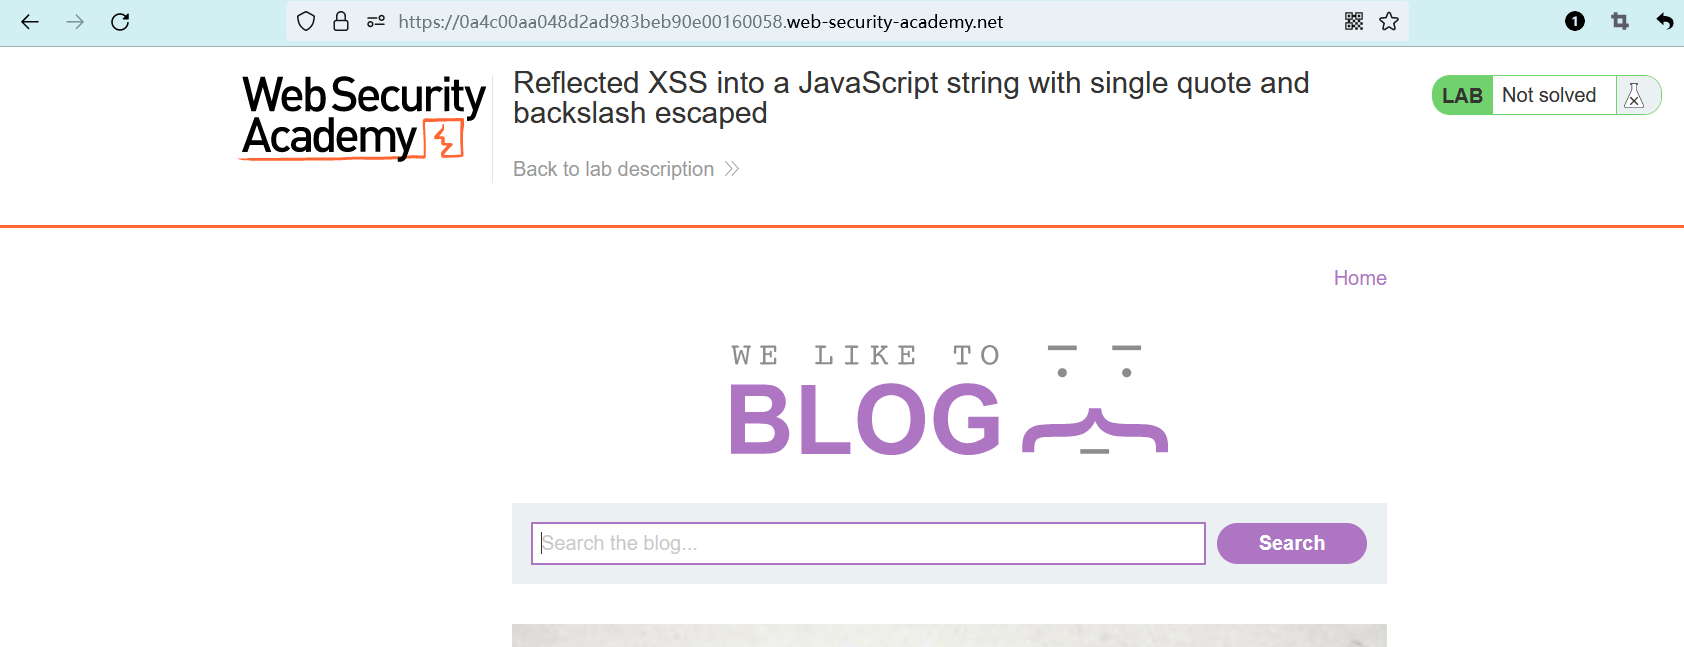 https://0a4c00aa048d2ad983beb90e00160058.web-security-academy.net
1
Web Security
Academy
Reflected XSS into a JavaScript string with single quote and
backslash escaped
LAB Not solved
Back to lab description
Home
WE LIKE TO
BLOG
Search the blog...
Search